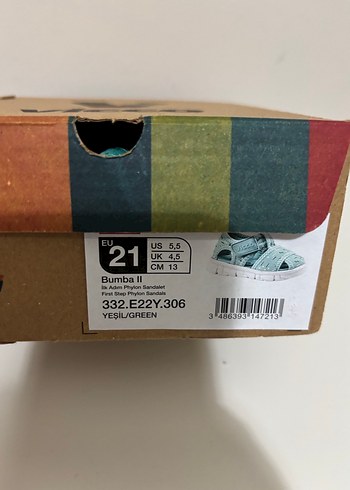 EU
21
US 5,5
UK 4,5
CM 13
Bumba II
İlk Adım Phylon Sandalet
First Step Phylon Sandals
332.E22Y.306
YEŞİL/GREEN
3 486393 147213